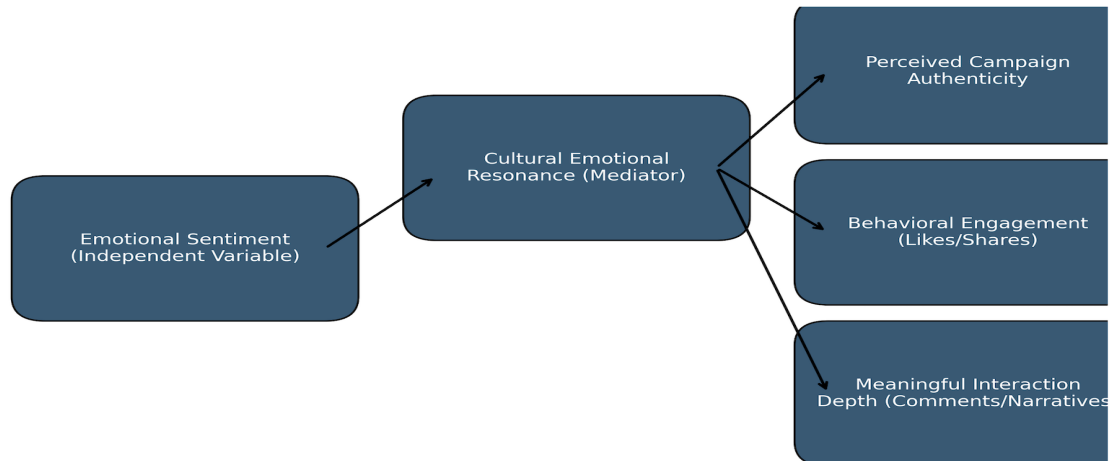 Perceived Campaign
Authenticity
Cultural Emotional
Resonance (Mediator)
Emotional Sentiment
(Independent Variable)
Behavioral Engagement
(Likes/Shares)
Meaningful Interaction
Depth (Comments/Narratives